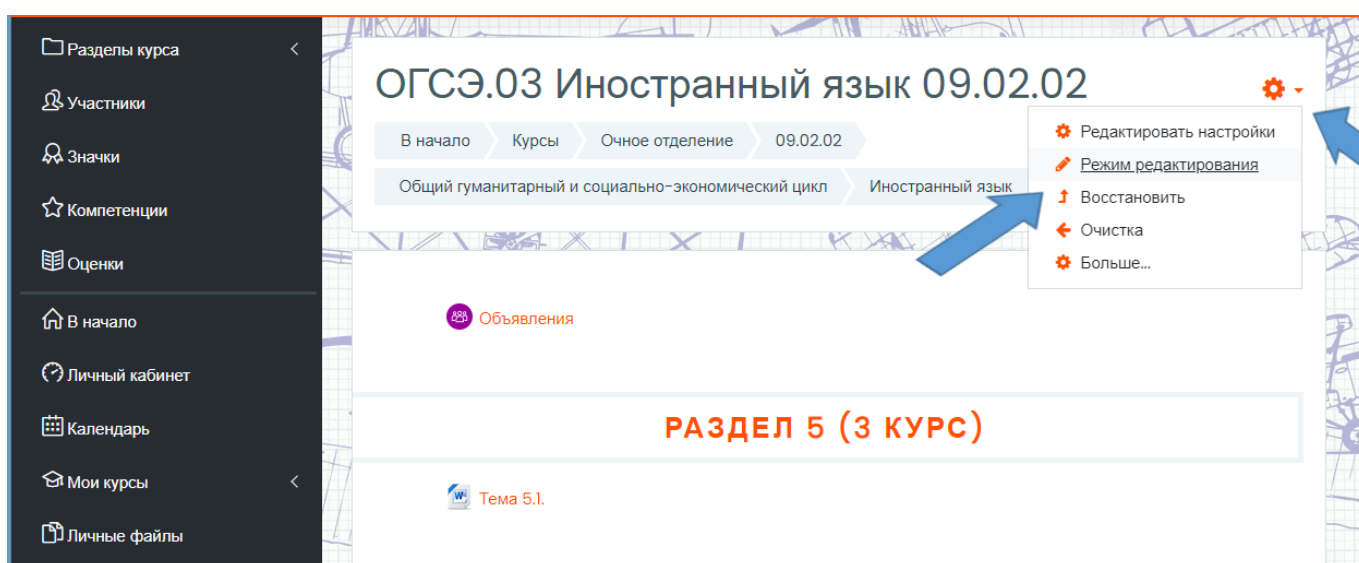 Разделы курса
Участники
Значки
Компетенции
Оценки
В начало
Личный кабинет
Календарь
Мои курсы
Личные файлы
ОГСЭ.03 Иностранный язык 09.02.02
В начало Курсы Очное отделение 09.02.02
Общий гуманитарный и социально-экономический цикл Иностранный язык
Редактировать настройки
Режим редактирования
Восстановить
Очистка
Больше...
Объявления
РАЗДЕЛ 5 (3 КУРС)
Тема 5.1.